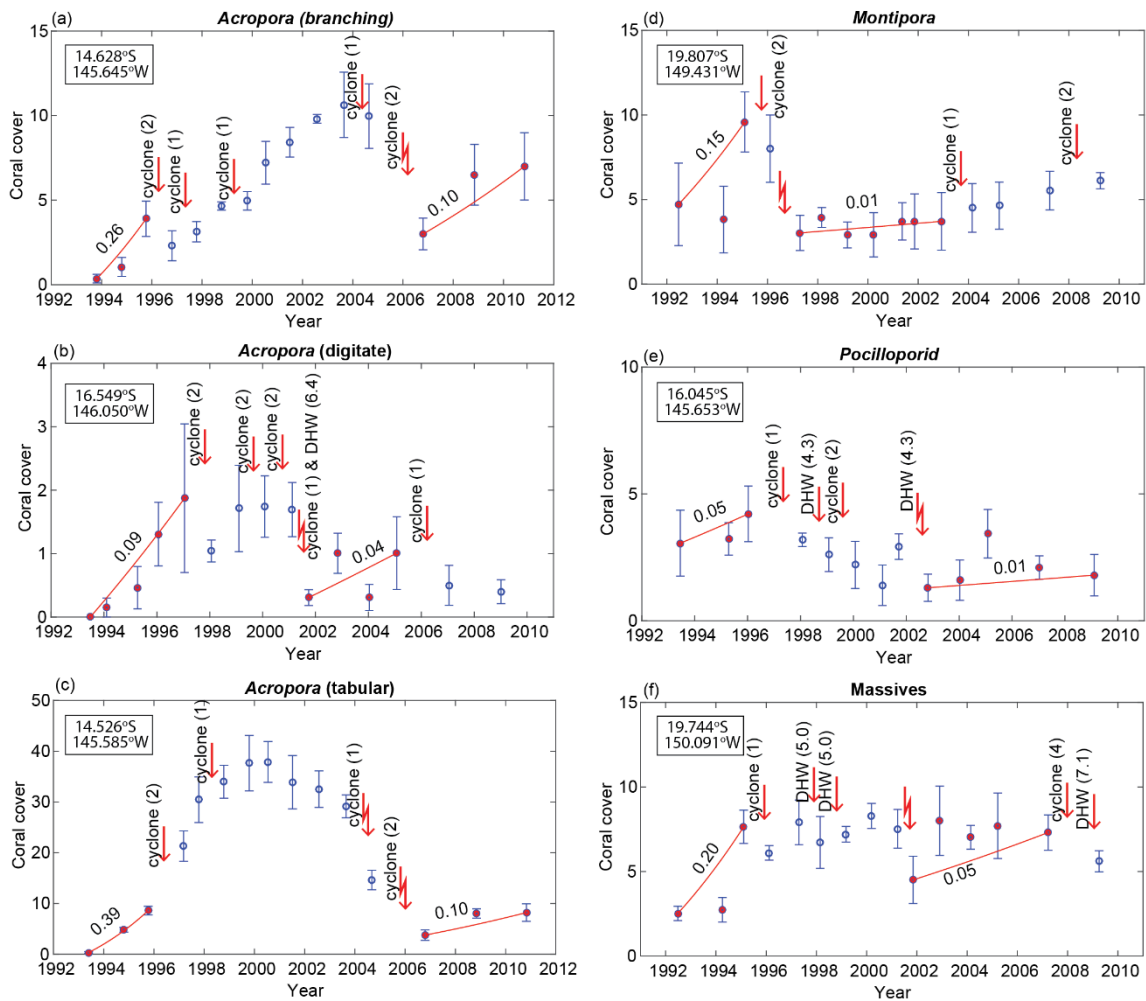 (a)
Acropora (branching)
15
10
5
0
Coral cover
14.628°S
145.645°W
0.26
cyclone (2)
cyclone (1)
cyclone (1)
cyclone (1)
cyclone (2)
0.10
1992 1994 1996 1998 2000 2002 2004 2006 2008 2010 2012
Year
(b)
Acropora (digitate)
4
3
2
1
0
Coral cover
16.549°S
146.050°W
0.09
cyclone (2)
cyclone (2)
cyclone (2)
cyclone (1) & DHW (6.4)
0.04
cyclone (1)
1992 1994 1996 1998 2000 2002 2004 2006 2008 2010
Year
(c)
Acropora (tabular)
50
40
30
20
10
0
Coral cover
14.526°S
145.585°W
0.39
cyclone (2)
cyclone (1)
cyclone (1)
cyclone (2)
0.10
1992 1994 1996 1998 2000 2002 2004 2006 2008 2010 2012
Year
(d)
Montipora
15
10
5
0
Coral cover
19.807°S
149.431°W
0.15
cyclone (2)
0.01
cyclone (1)
cyclone (2)
1992 1994 1996 1998 2000 2002 2004 2006 2008 2010
Year
(e)
Pocilloporid
10
5
0
Coral cover
16.045°S
145.653°W
0.05
cyclone (1)
DHW (4.3)
cyclone (2)
DHW (4.3)
0.01
1992 1994 1996 1998 2000 2002 2004 2006 2008 2010
Year
(f)
Massives
15
10
5
0
Coral cover
19.744°S
150.091°W
0.20
cyclone (1)
DHW (5.0)
DHW (5.0)
0.05
cyclone (4)
DHW (7.1)
1992 1994 1996 1998 2000 2002 2004 2006 2008 2010
Year